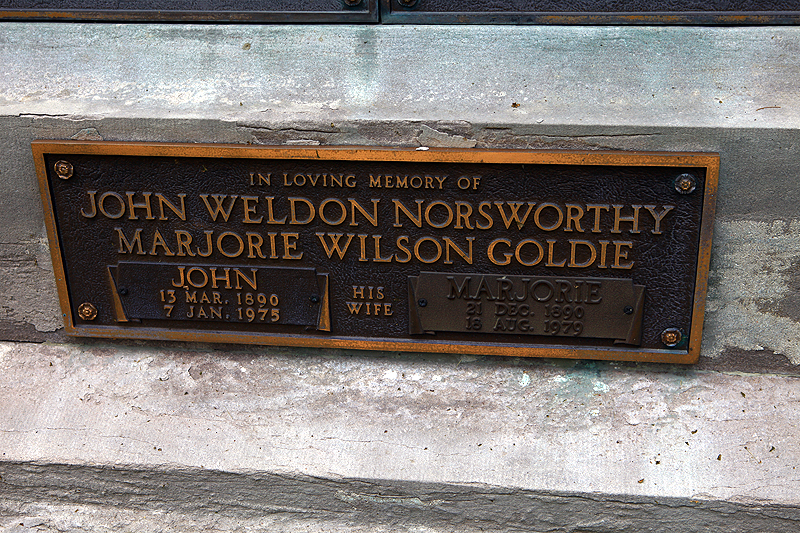 IN LOVING MEMORY OF
JOHN WELDON NORSWORTHY
MARJORIE WILSON GOLDIE
JOHN
13 MAR. 1890
7 JAN. 1975
HIS
WIFE
MARJORIE
21 DEC. 1890
18 AUG. 1979